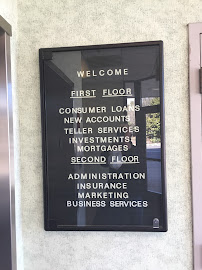 WELCOME
FIRST FLOOR
CONSUMER LOANS
NEW ACCOUNTS
TELLER SERVICES
INVESTMENTS
MORTGAGES
SECOND FLOOR
ADMINISTRATION
INSURANCE
MARKETING
BUSINESS SERVICES